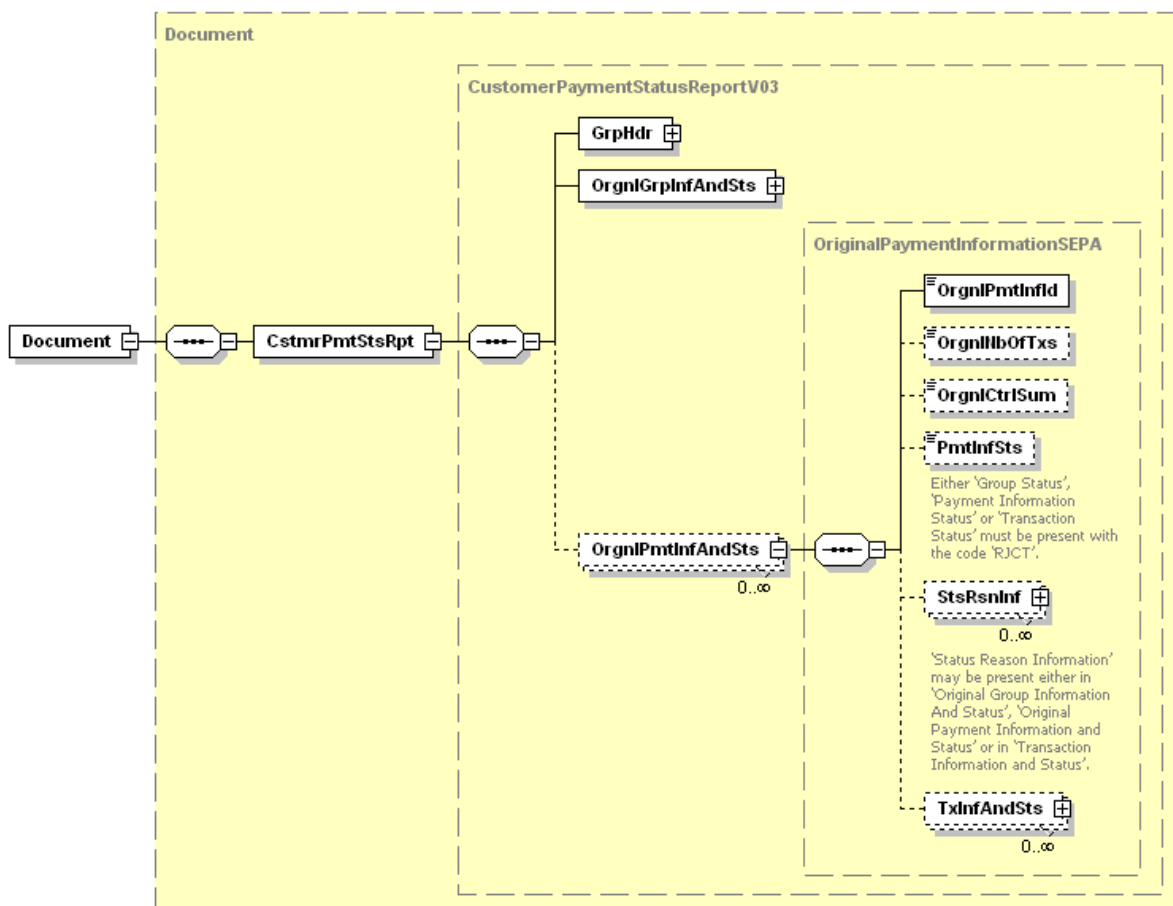 Document
CustomerPaymentStatusReportV03
GrpHdr
OrgnlGrpInfAndSts
OriginalPaymentInformationSEPA
OrgnlPmtInfId
OrgnlNbOfTxs
Document
CstmrPmtStsRpt
OrgnlCtrlSum
PmtInfSts
Either 'Group Status',
'Payment Information
Status' or 'Transaction
Status' must be present with
the code 'RJCT'.
OrgnlPmtInfAndSts
0..∞
StsRsnInf
0..∞
'Status Reason Information'
may be present either in
'Original Group Information
And Status', 'Original
Payment Information and
Status' or in 'Transaction
Information and Status'.
TxInfAndSts
0..∞